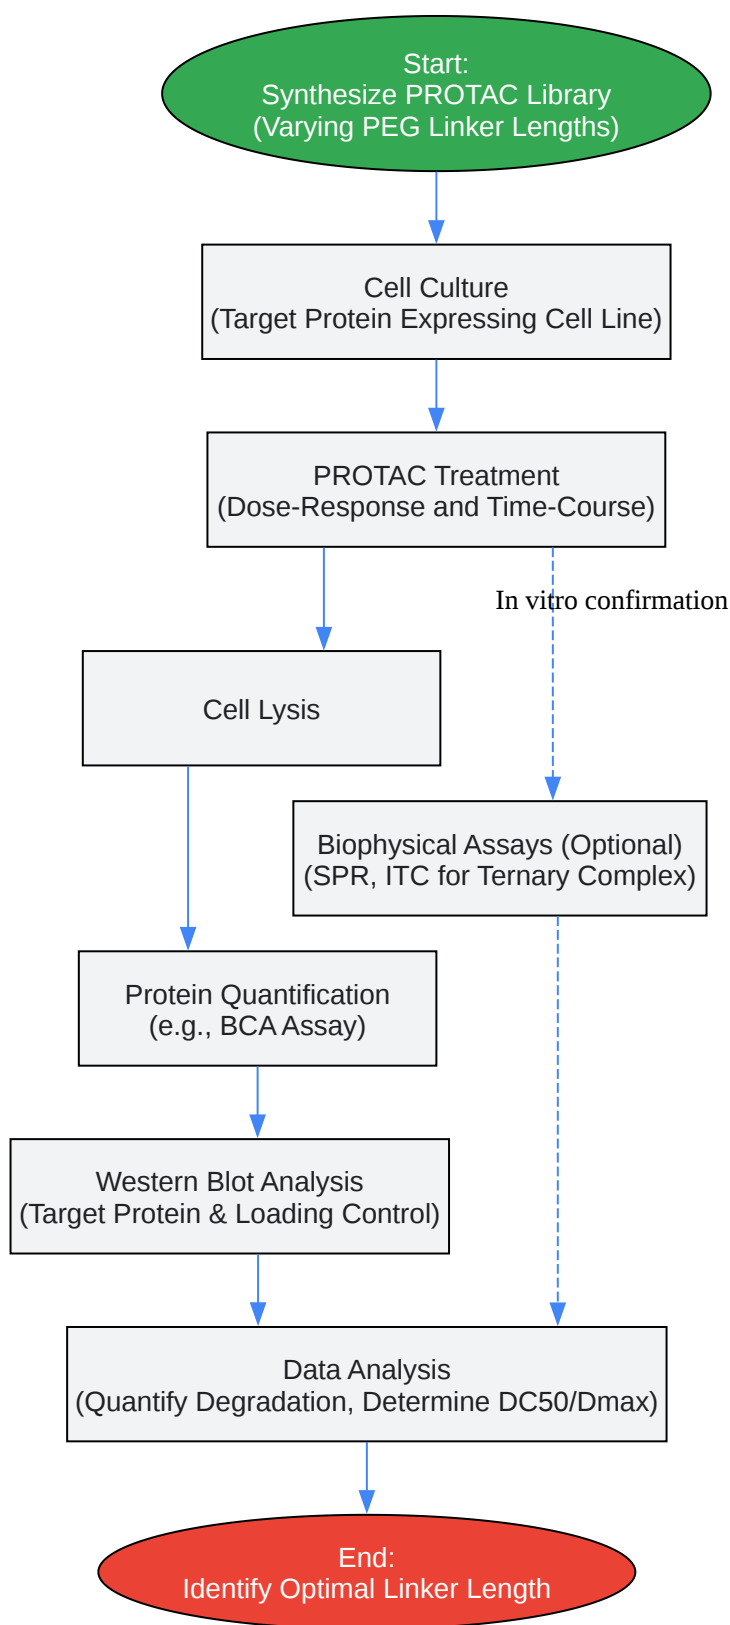 Start:
Synthesize PROTAC Library
(Varying PEG Linker Lengths)
Cell Culture
(Target Protein Expressing Cell Line)
PROTAC Treatment
(Dose-Response and Time-Course)
In vitro confirmation
Cell Lysis
Biophysical Assays (Optional)
(SPR, ITC for Ternary Complex)
Protein Quantification
(e.g., BCA Assay)
Western Blot Analysis
(Target Protein & Loading Control)
Data Analysis
(Quantify Degradation, Determine DC50/Dmax)
End:
Identify Optimal Linker Length